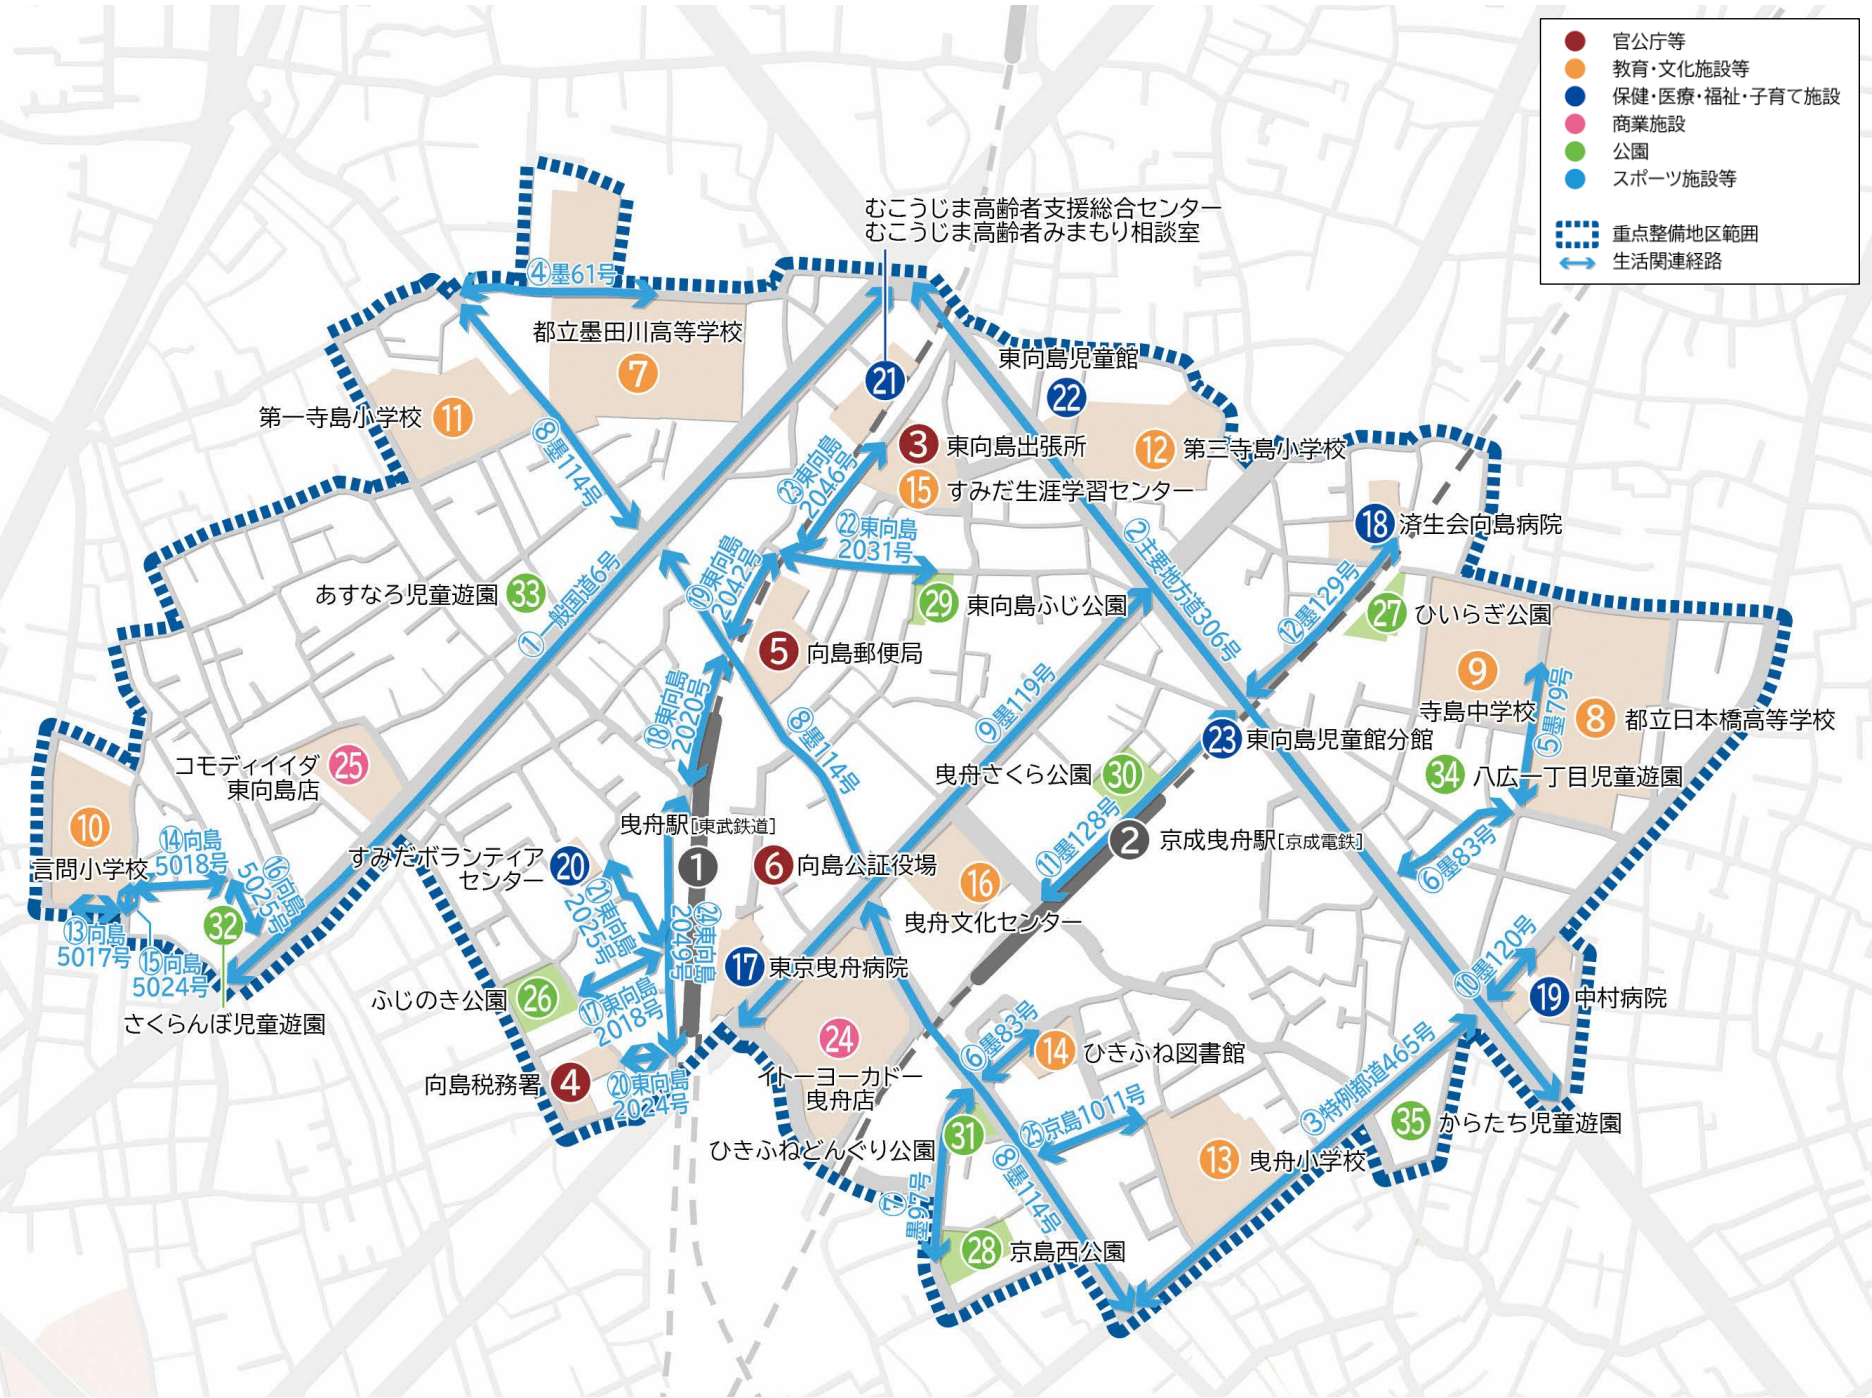 官公庁等
教育・文化施設等
保健・医療・福祉・子育て施設
商業施設
公園
スポーツ施設等
重点整備地区範囲
生活関連経路
むこうじま高齢者支援総合センター
むこうじま高齢者みまもり相談室
④墨61号
都立墨田川高等学校
7
21
東向島児童館
22
第一寺島小学校
11
⑧墨114号
3
東向島出張所
12
第三寺島小学校
15
すみだ生涯学習センター
㉓東向島
2046号
㉒東向島
2031号
②主要地方道306号
18
済生会向島病院
あすなろ児童遊園
33
①一般国道6号
⑲東向島
2042号
29
東向島ふじ公園
⑫墨129号
27
ひいらぎ公園
5
向島郵便局
9
寺島中学校
⑤墨79号
8
都立日本橋高等学校
⑱東向島
2020号
⑧墨114号
⑨墨119号
23
東向島児童館分館
コモディイイダ
東向島店
25
曳舟さくら公園
30
34
八広一丁目児童遊園
10
言問小学校
⑭向島
5018号
⑯向島
5025号
曳舟駅[東武鉄道]
1
⑪墨128号
2
京成曳舟駅[京成電鉄]
⑥墨83号
すみだボランティア
センター
20
㉑東向島
2025号
6
向島公証役場
16
曳舟文化センター
⑬向島
5017号
⑮向島
5024号
32
さくらんぼ児童遊園
㉔東向島
2049号
17
東京曳舟病院
⑩墨120号
19
中村病院
ふじのき公園
26
⑰東向島
2018号
24
イトーヨーカドー
曳舟店
⑥墨83号
14
ひきふね図書館
向島税務署
4
⑳東向島
2024号
㉕京島1011号
③特例都道465号
35
からたち児童遊園
ひきふねどんぐり公園
31
13
曳舟小学校
⑦
墨97号
⑧墨114号
28
京島西公園